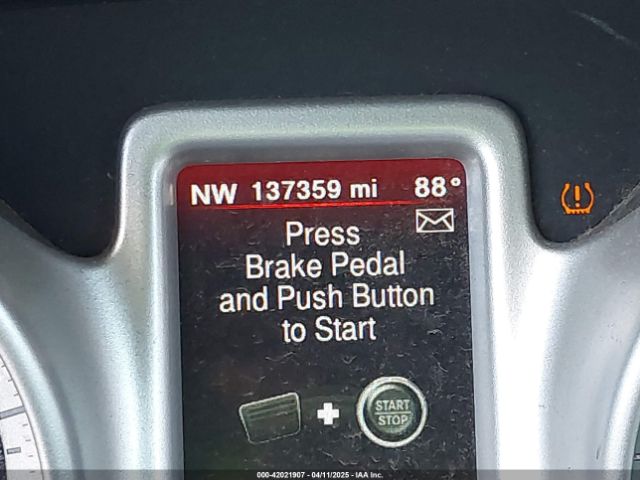 NW 137359 mi 88°
Press
Brake Pedal
and Push Button
to Start
START
STOP
000-42021907 - 04/11/2025 - IAA Inc.